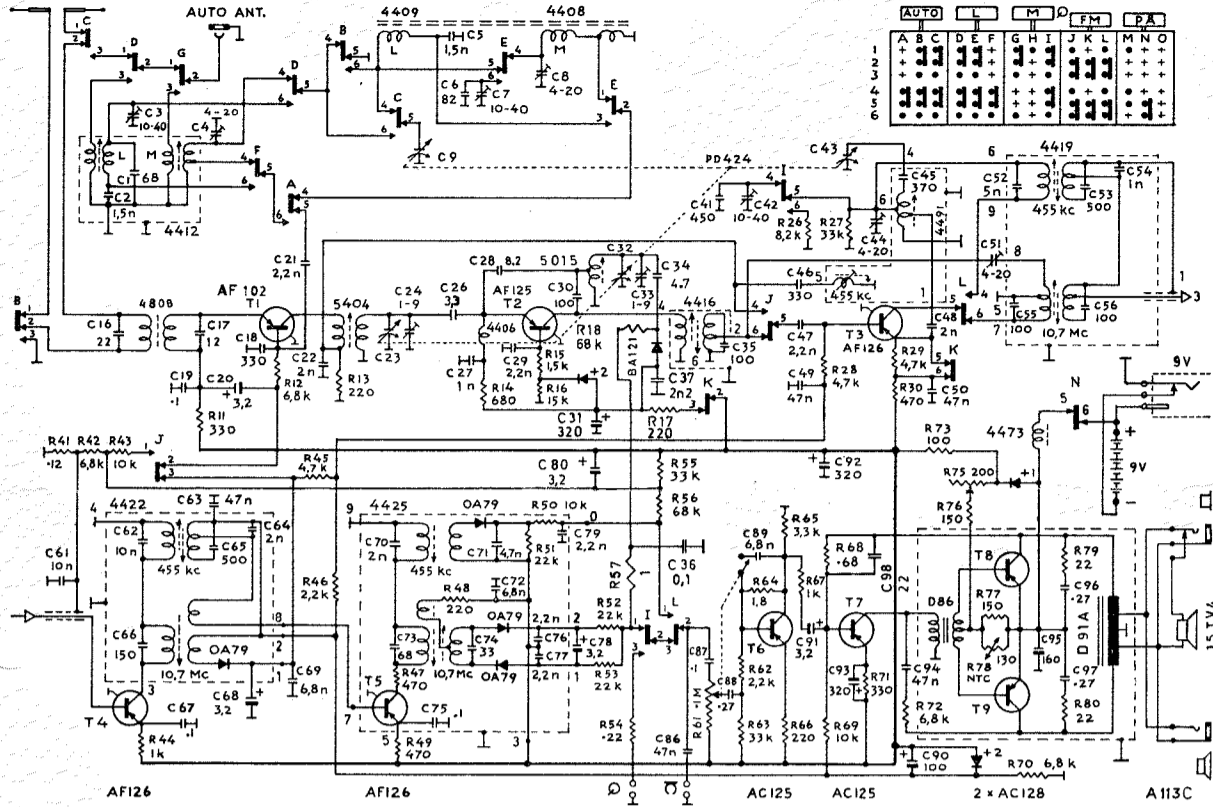 AUTO ANT.
4409
4408
AUTO L M FM PA
A B C D E F G H I J K L M N O
1
2
3
4
5
6
C5
1,5n
C6
82
C7
10-40
C8
4-20
C3
10-40
C4
4-20
C1
68
C2
1,5n
4412
C9
PD424
C43
C41
450
C42
10-40
R26
8,2k
R27
33k
C44
4-20
C45
370
4491
4419
C52
5n
455 kc
C53
500
C54
1n
C51
4-20
C55
100
C56
100
10,7 Mc
C46
330
455 kc
C21
2,2n
AF 102
T1
4808
C16
22
C17
12
C18
330
C19
.1
C20
3,2
R11
330
R12
6,8k
C22
2n
5404
R13
220
C23
C24
1-9
C26
3,3
C28 8,2
AF125
T2
5015
4406
C27
1n
C29
2,2n
R14
680
R15
1,5k
R16
15k
C30
100
C31
320
C32
C33
1-9
C34
4.7
R18
68k
BA121
C37
2n2
R17
220
4416
C35
100
C47
2,2n
C49
47n
R28
4,7k
T3
AF126
C48
2n
R29
4,7k
R30
470
C50
47n
9V
9V
4473
R73
100
R75 200
R76
150
R41
.12
R42
6,8k
R43
10k
R45
4,7k
C80
3,2
R55
33k
R56
68k
C92
320
4422
C63
47n
C62
10n
C64
2n
C65
500
455 kc
C61
10n
C66
150
10,7 Mc
OA79
C68
3,2
C69
6,8n
T4
C67
.1
R44
1k
R46
2,2k
4425
OA79
R50 10k
C70
2n
C71
4,7n
R51
22k
C79
2,2n
455 kc
R48
220
C72
6,8n
C73
68
C74
33
OA79
OA79
2,2n
C76
C77
2,2n
C78
3,2
R52
22k
R53
22k
10,7 Mc
R47
470
T5
C75
.1
R49
470
R57
1
C36
0,1
R54
.22
C86
47n
C87
.1
R61 .1M
C88
.27
C89
6,8n
R65
3,3k
R64
1,8
R67
1k
R68
.68
C98
22
T6
R62
2,2k
R63
33k
R66
220
C91
3,2
T7
C93
320
R71
330
R69
10k
C94
47n
R72
6,8k
C90
100
D86
T8
T9
R77
150
R78
NTC
130
C95
160
R79
22
C96
.27
C97
.27
R80
22
D91A
R70 6,8k
AF126
AF126
AC125
AC125
2 x AC128
A113C